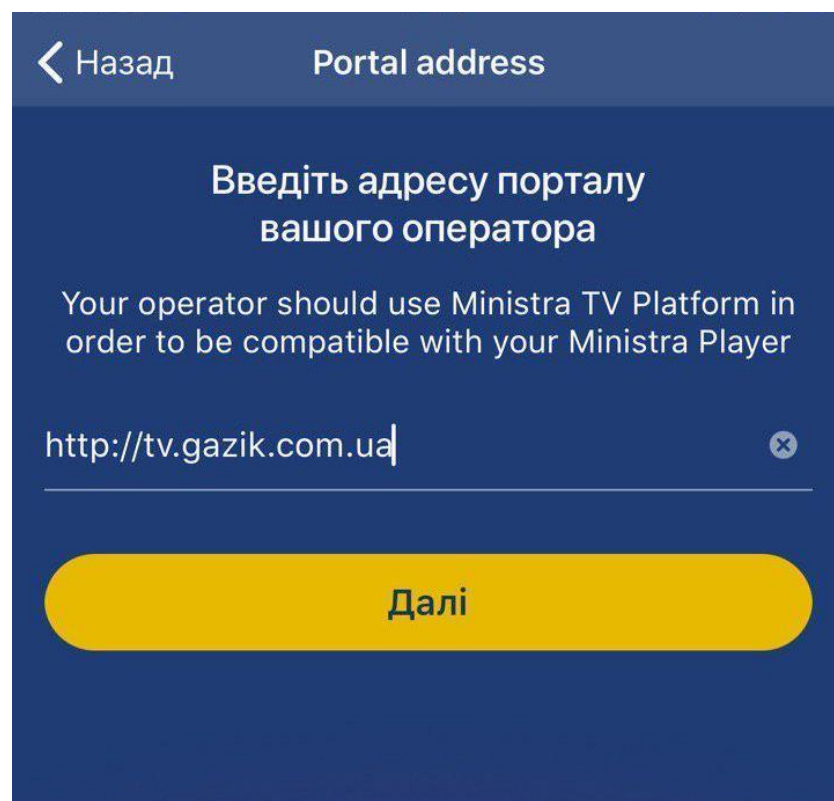 Назад
Portal address
Введіть адресу порталу
вашого оператора
Your operator should use Ministra TV Platform in
order to be compatible with your Ministra Player
http://tv.gazik.com.ua
Далі